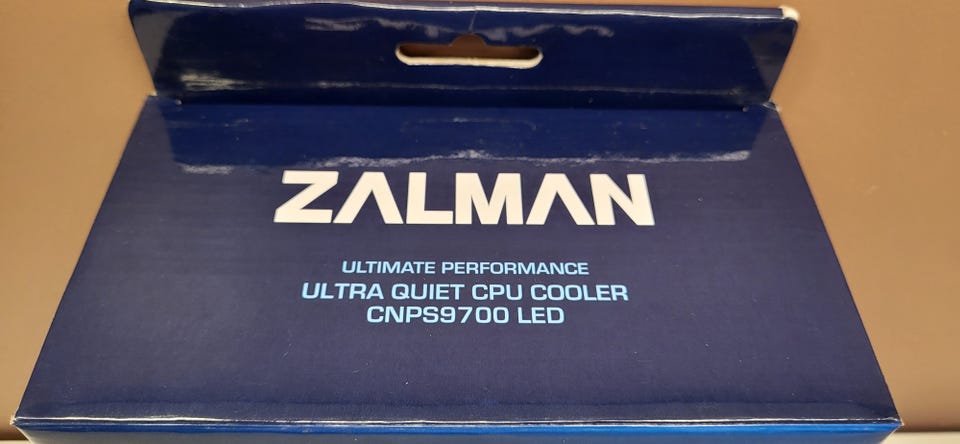 ZALMAN
ULTIMATE PERFORMANCE
ULTRA QUIET CPU COOLER
CNPS9700 LED